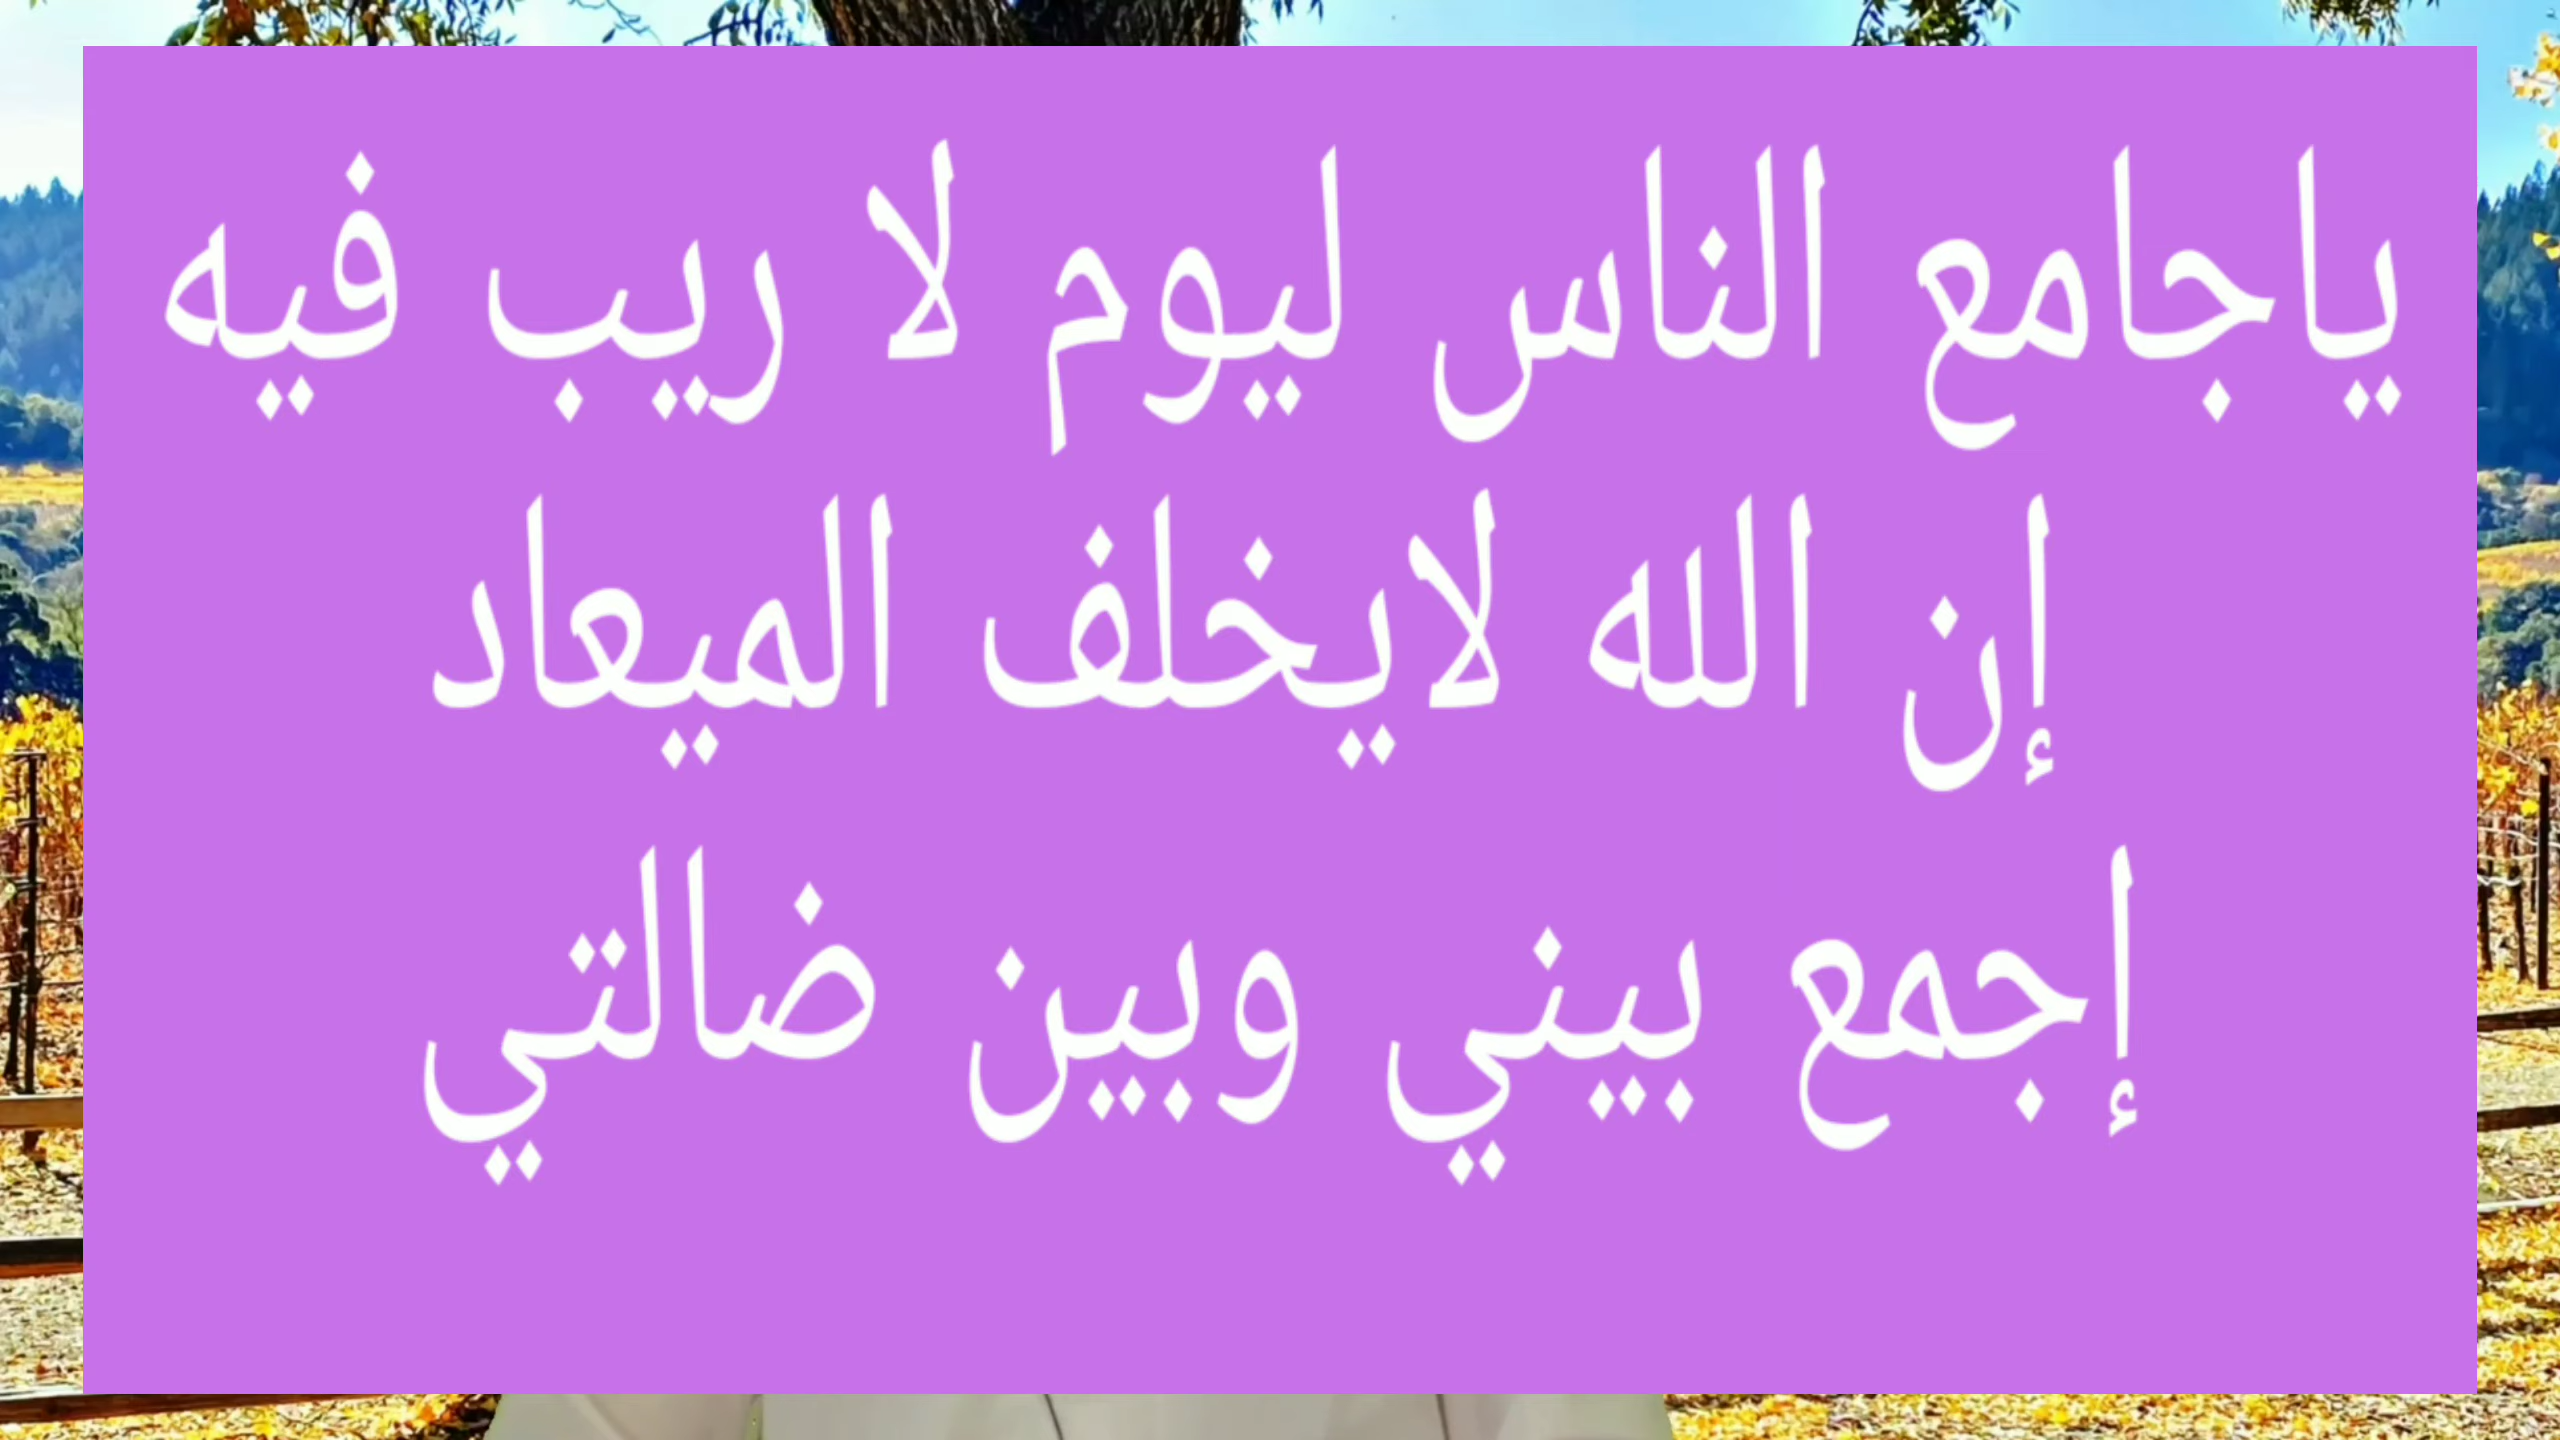 ياجامع الناس ليوم لا ريب فيه
إن الله لايخلف الميعاد
إجمع بيني وبين ضالتي